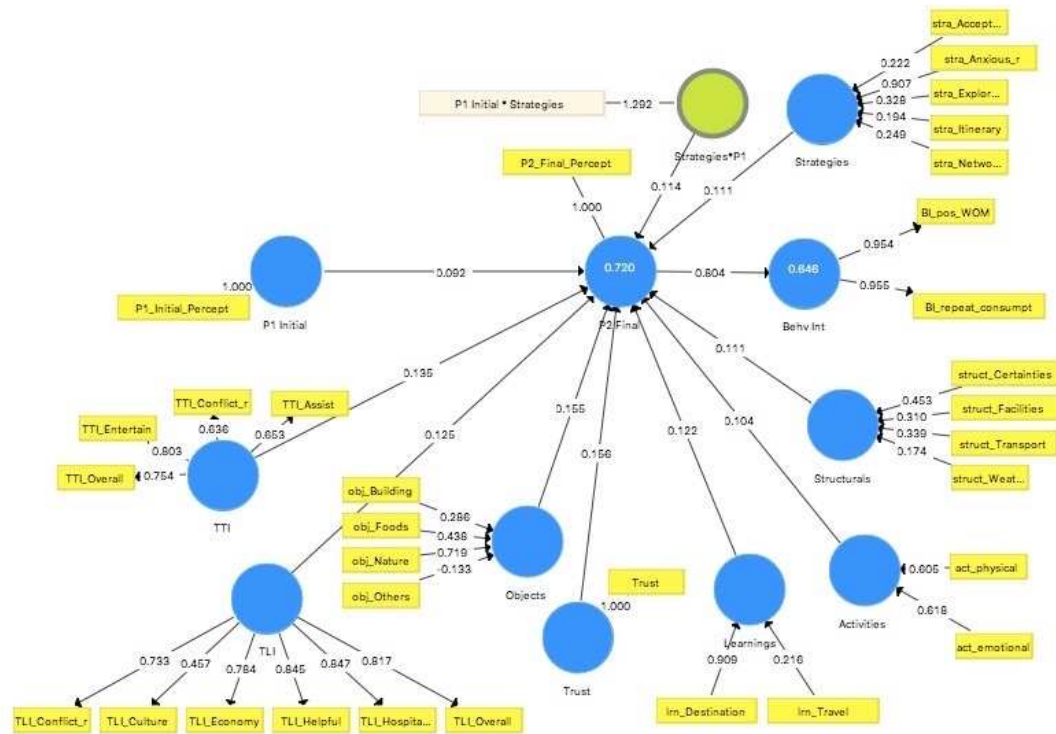 stra_Accept...
0.222
stra_Anxious_r
0.907
stra_Explor...
0.328
stra_Itinerary
0.194
stra_Netwo...
0.249
Strategies
P1 Initial * Strategies
1.292
Strategies*P1
P2_Final_Percept
1.000
0.114
0.111
BI_pos_WOM
0.954
0.955
BI_repeat_consumpt
0.720
0.804
0.646
P2 Final
Behv Int
0.092
1.000
P1_Initial_Percept
P1 Initial
0.135
0.125
0.155
0.156
0.122
0.104
0.111
struct_Certainties
0.453
struct_Facilities
0.310
struct_Transport
0.339
struct_Weat...
0.174
Structurals
TTI_Conflict_r
0.636
TTI_Assist
0.653
TTI_Entertain
0.803
TTI_Overall
0.754
TTI
obj_Building
0.286
obj_Foods
0.438
obj_Nature
0.719
obj_Others
-0.133
Objects
Trust
1.000
Trust
Learnings
0.909
0.216
lrn_Destination
lrn_Travel
act_physical
0.605
0.618
act_emotional
Activities
TLI
0.733
0.457
0.784
0.845
0.847
0.817
TLI_Conflict_r
TLI_Culture
TLI_Economy
TLI_Helpful
TLI_Hospita...
TLI_Overall